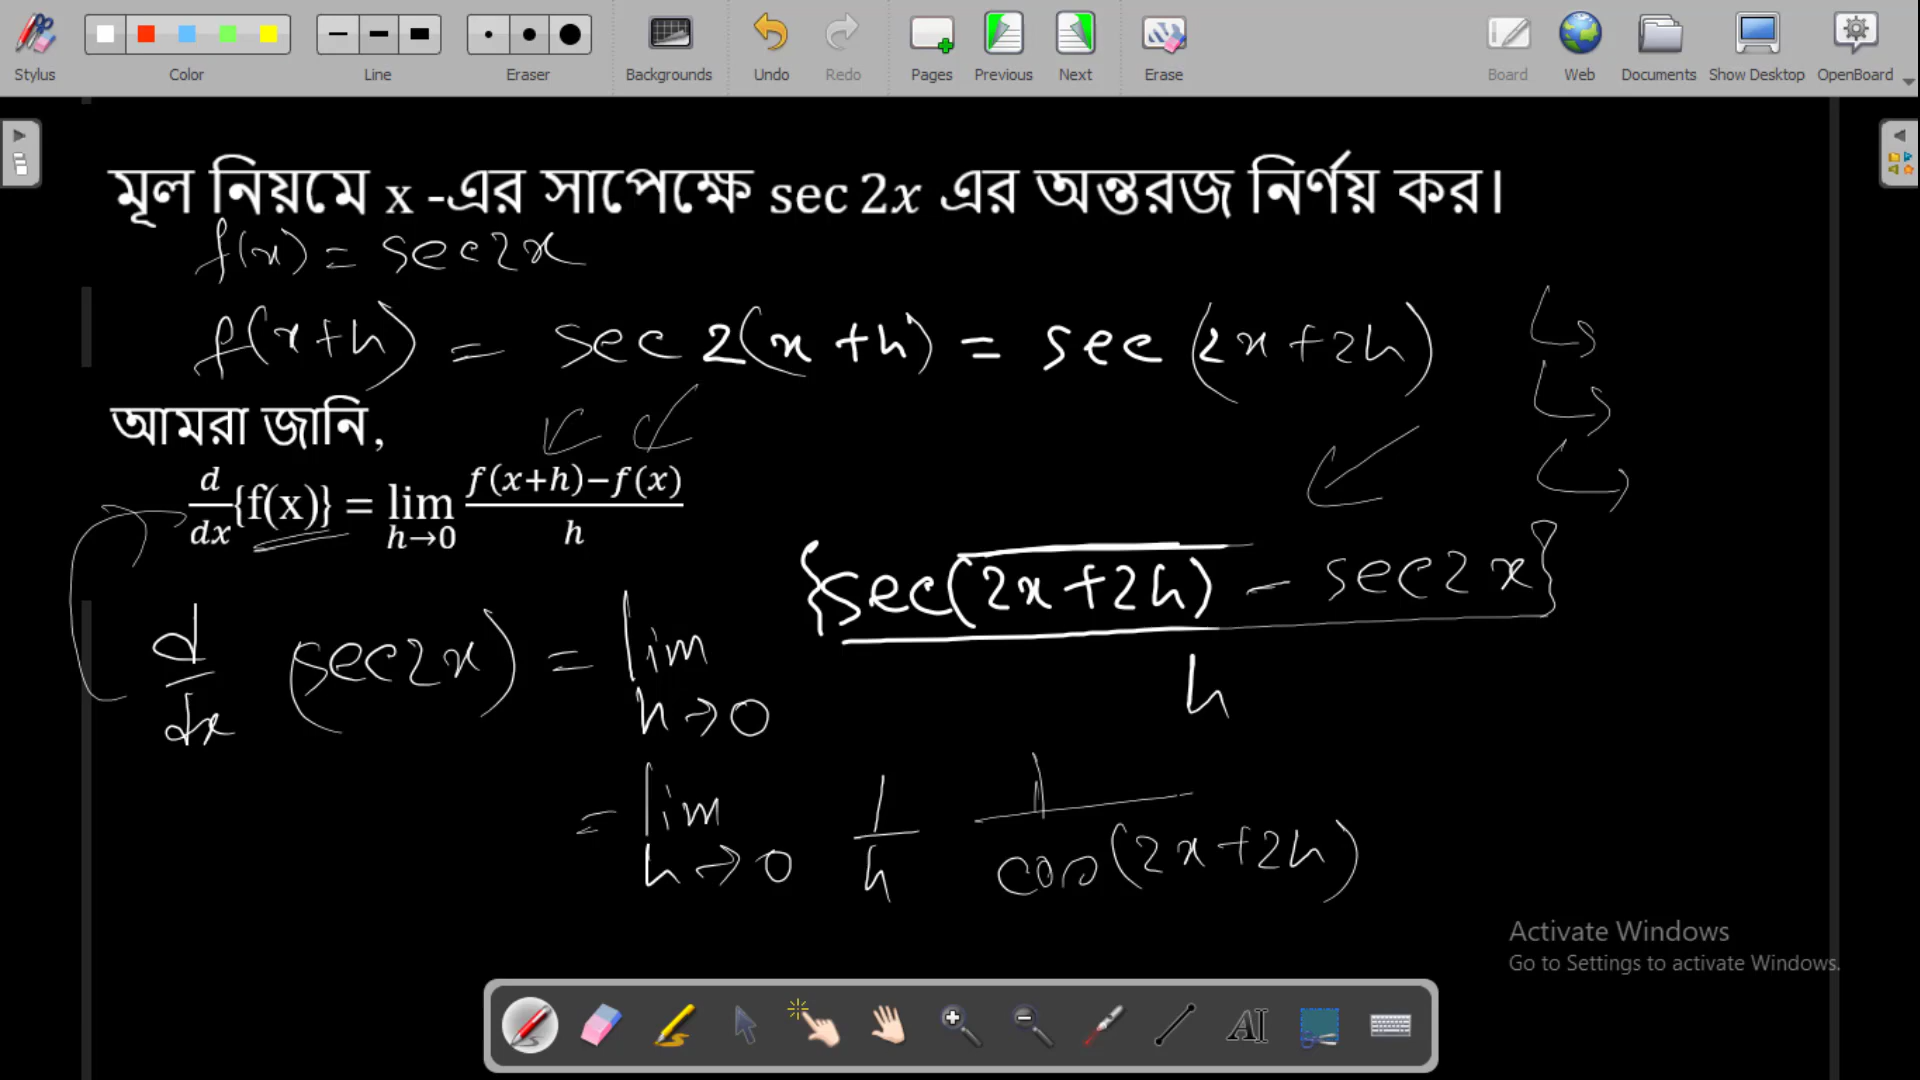 Stylus Color Line Eraser Backgrounds Undo Redo Pages Previous Next Erase Board Web Documents Show Desktop OpenBoard
মূল নিয়মে x -এর সাপেক্ষে sec 2x এর অন্তরজ নির্ণয় কর।
f(x) = sec2x
f(x+h) = sec 2(x+h) = sec (2x+2h)
আমরা জানি,
d/dx {f(x)} = lim h→0 f(x+h)−f(x) / h
d/dx (sec2x) = lim h→0 {sec(2x+2h) − sec2x} / h
= lim h→0 1/h 1/cos(2x+2h)
Activate Windows
Go to Settings to activate Windows.
AI